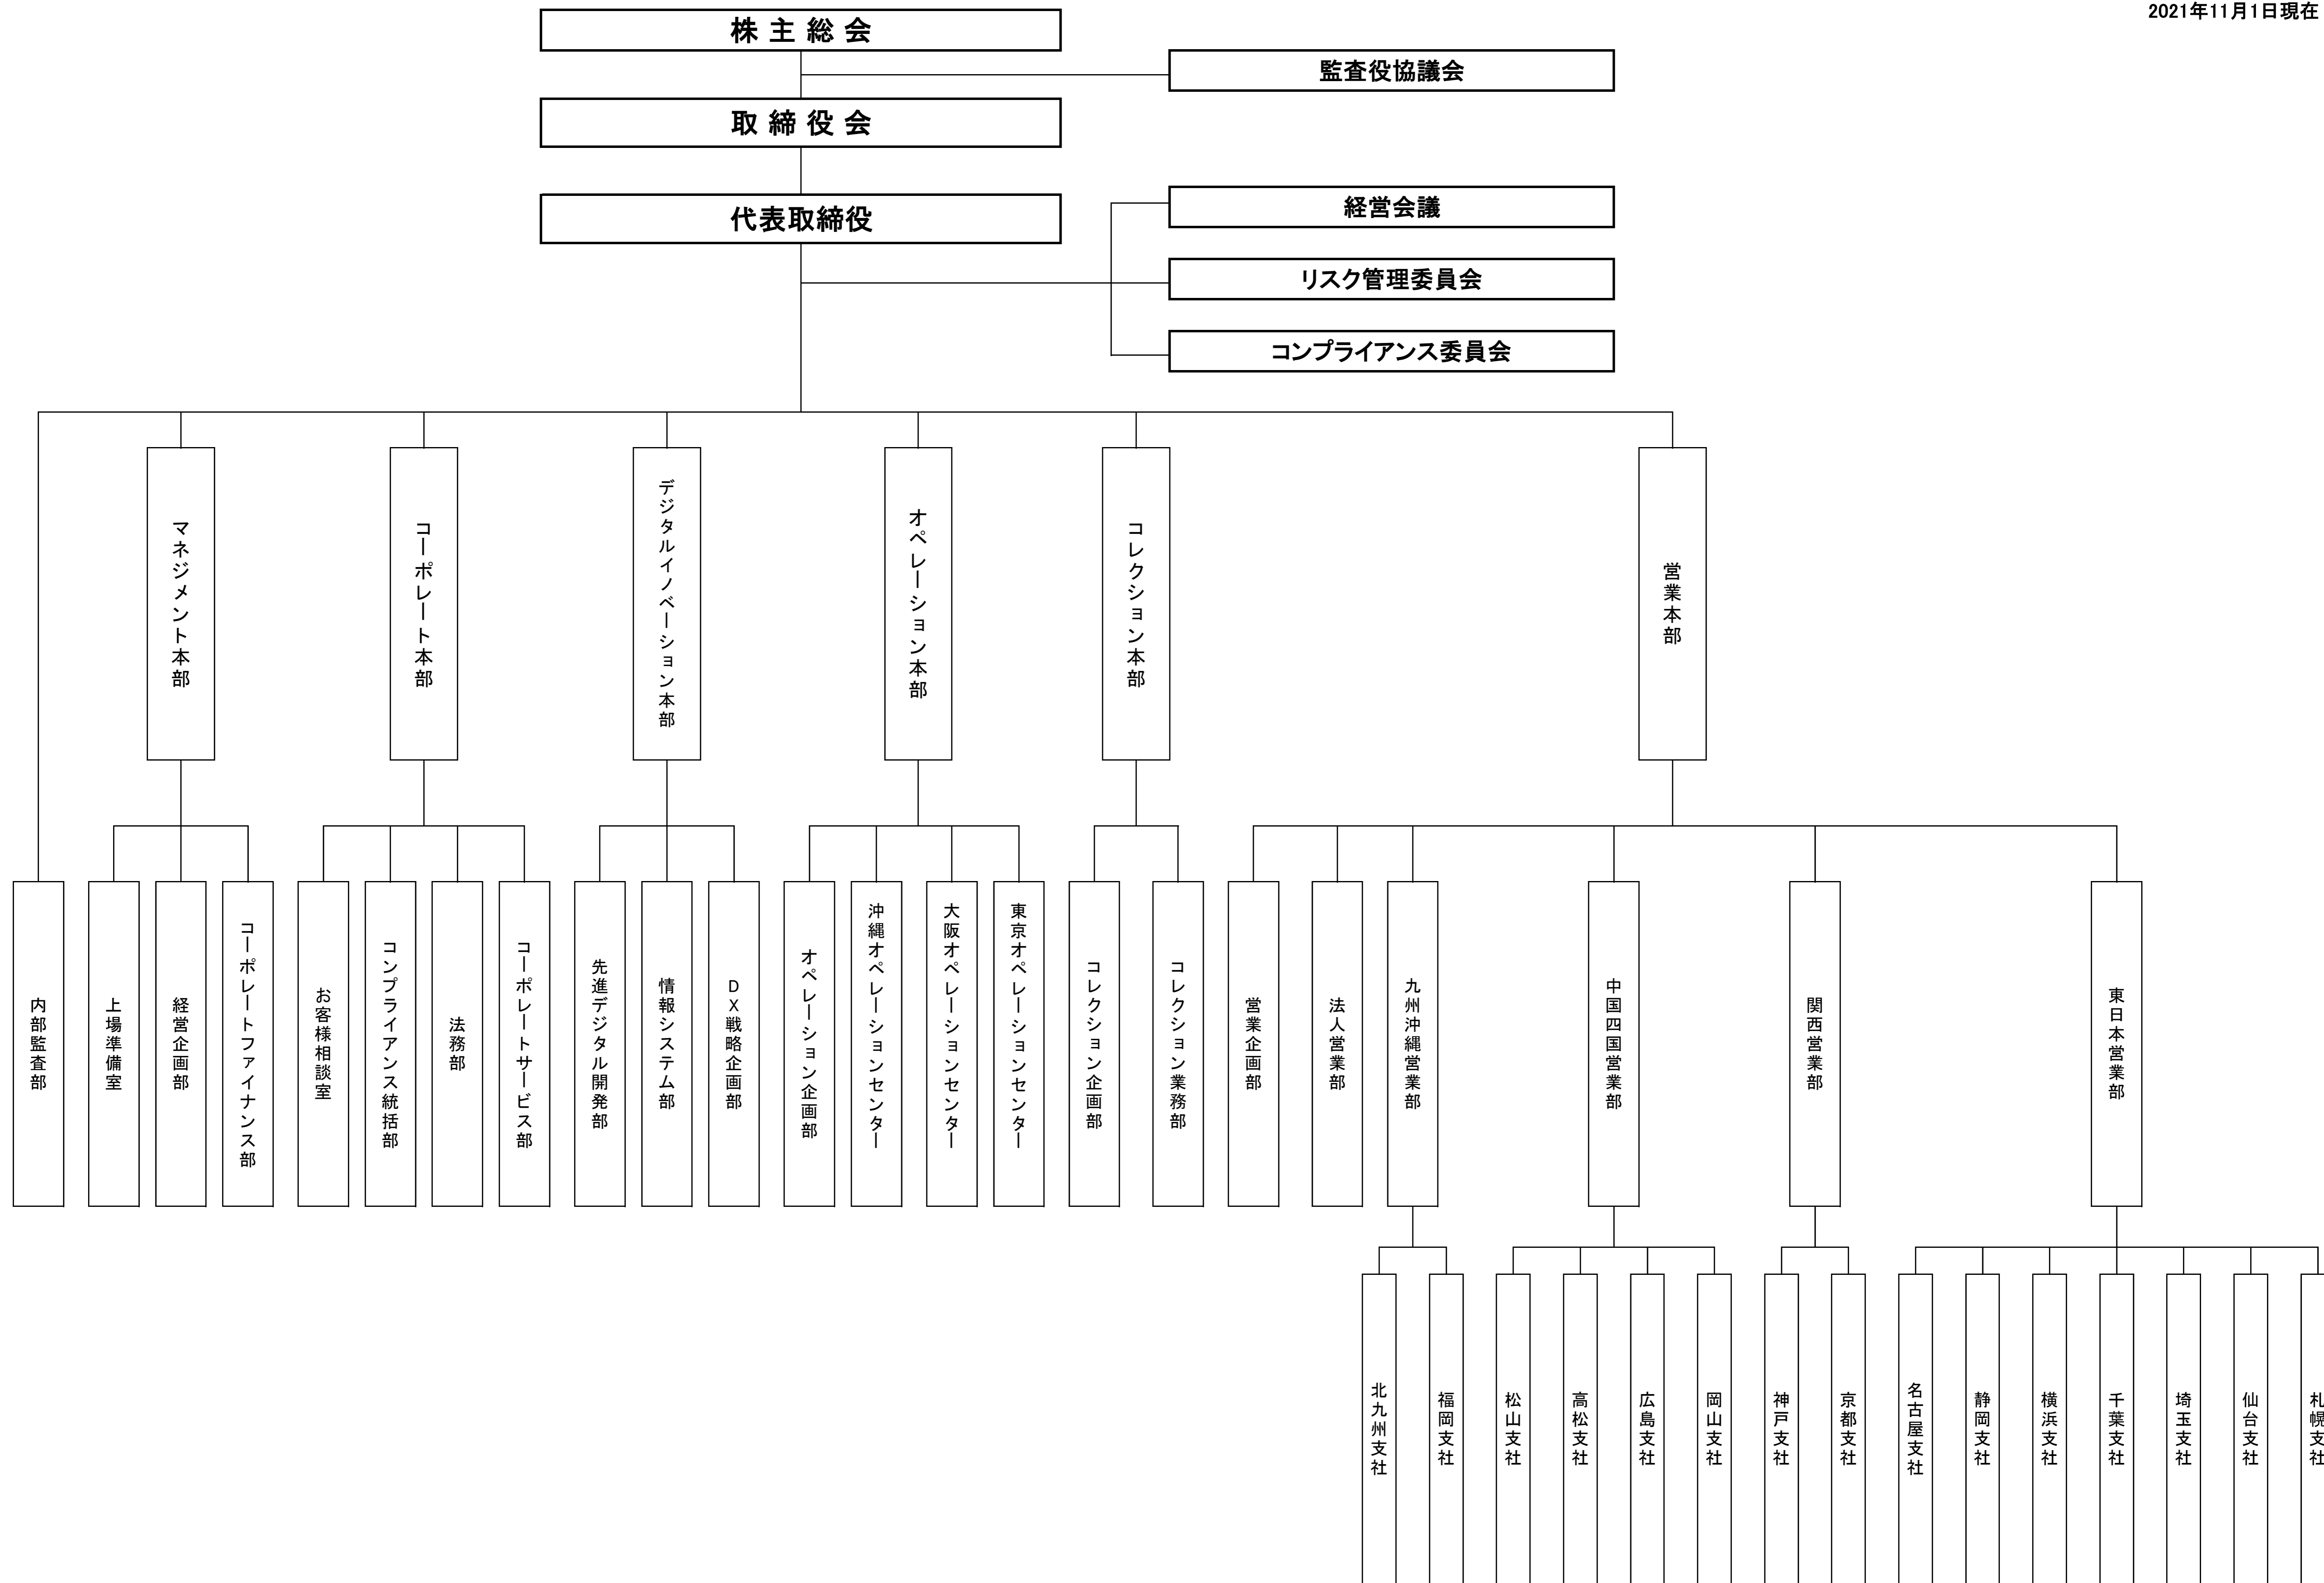 2021年11月1日現在
株主総会
監査役協議会
取締役会
代表取締役
経営会議
リスク管理委員会
コンプライアンス委員会
マネジメント本部
コーポレート本部
デジタルイノベーション本部
オペレーション本部
コレクション本部
営業本部
内部監査部
上場準備室
経営企画部
コーポレートファイナンス部
お客様相談室
コンプライアンス統括部
法務部
コーポレートサービス部
先進デジタル開発部
情報システム部
DX戦略企画部
オペレーション企画部
沖縄オペレーションセンター
大阪オペレーションセンター
東京オペレーションセンター
コレクション企画部
コレクション業務部
営業企画部
法人営業部
九州沖縄営業部
中国四国営業部
関西営業部
東日本営業部
北九州支社
福岡支社
松山支社
高松支社
広島支社
岡山支社
神戸支社
京都支社
名古屋支社
静岡支社
横浜支社
千葉支社
埼玉支社
仙台支社
札幌支社